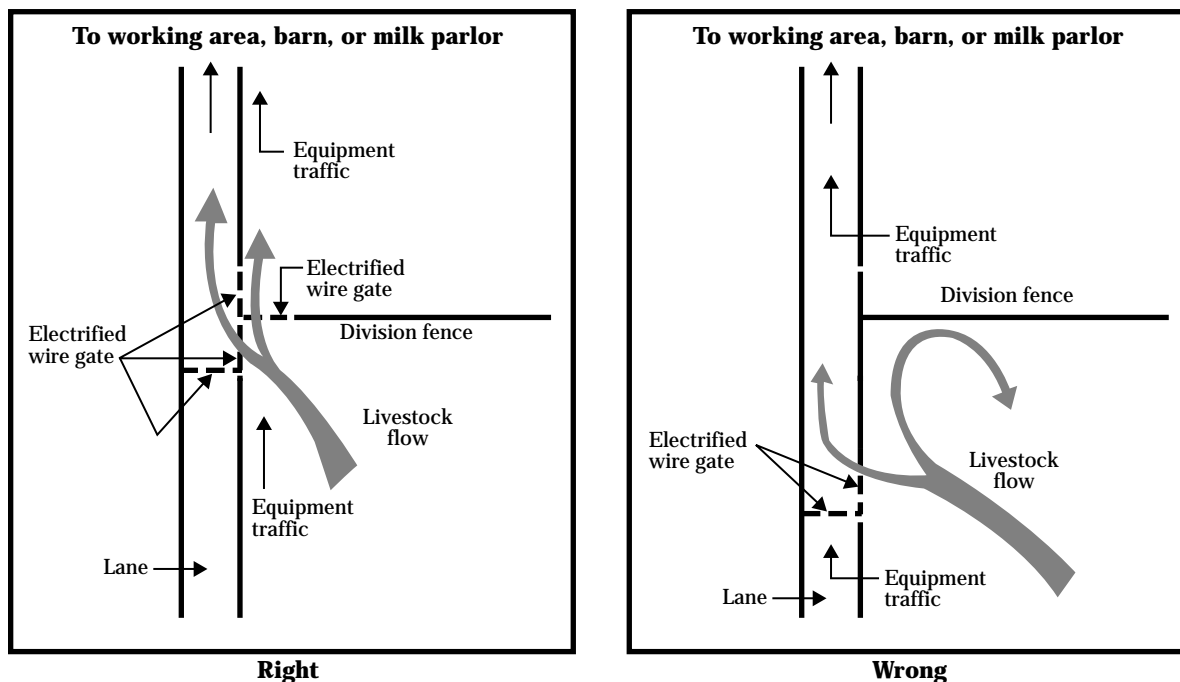 To working area, barn, or milk parlor
Equipment
traffic
Electrified
wire gate
Electrified
wire gate
Division fence
Livestock
flow
Equipment
traffic
Lane
Right
To working area, barn, or milk parlor
Equipment
traffic
Division fence
Electrified
wire gate
Livestock
flow
Equipment
traffic
Lane
Wrong